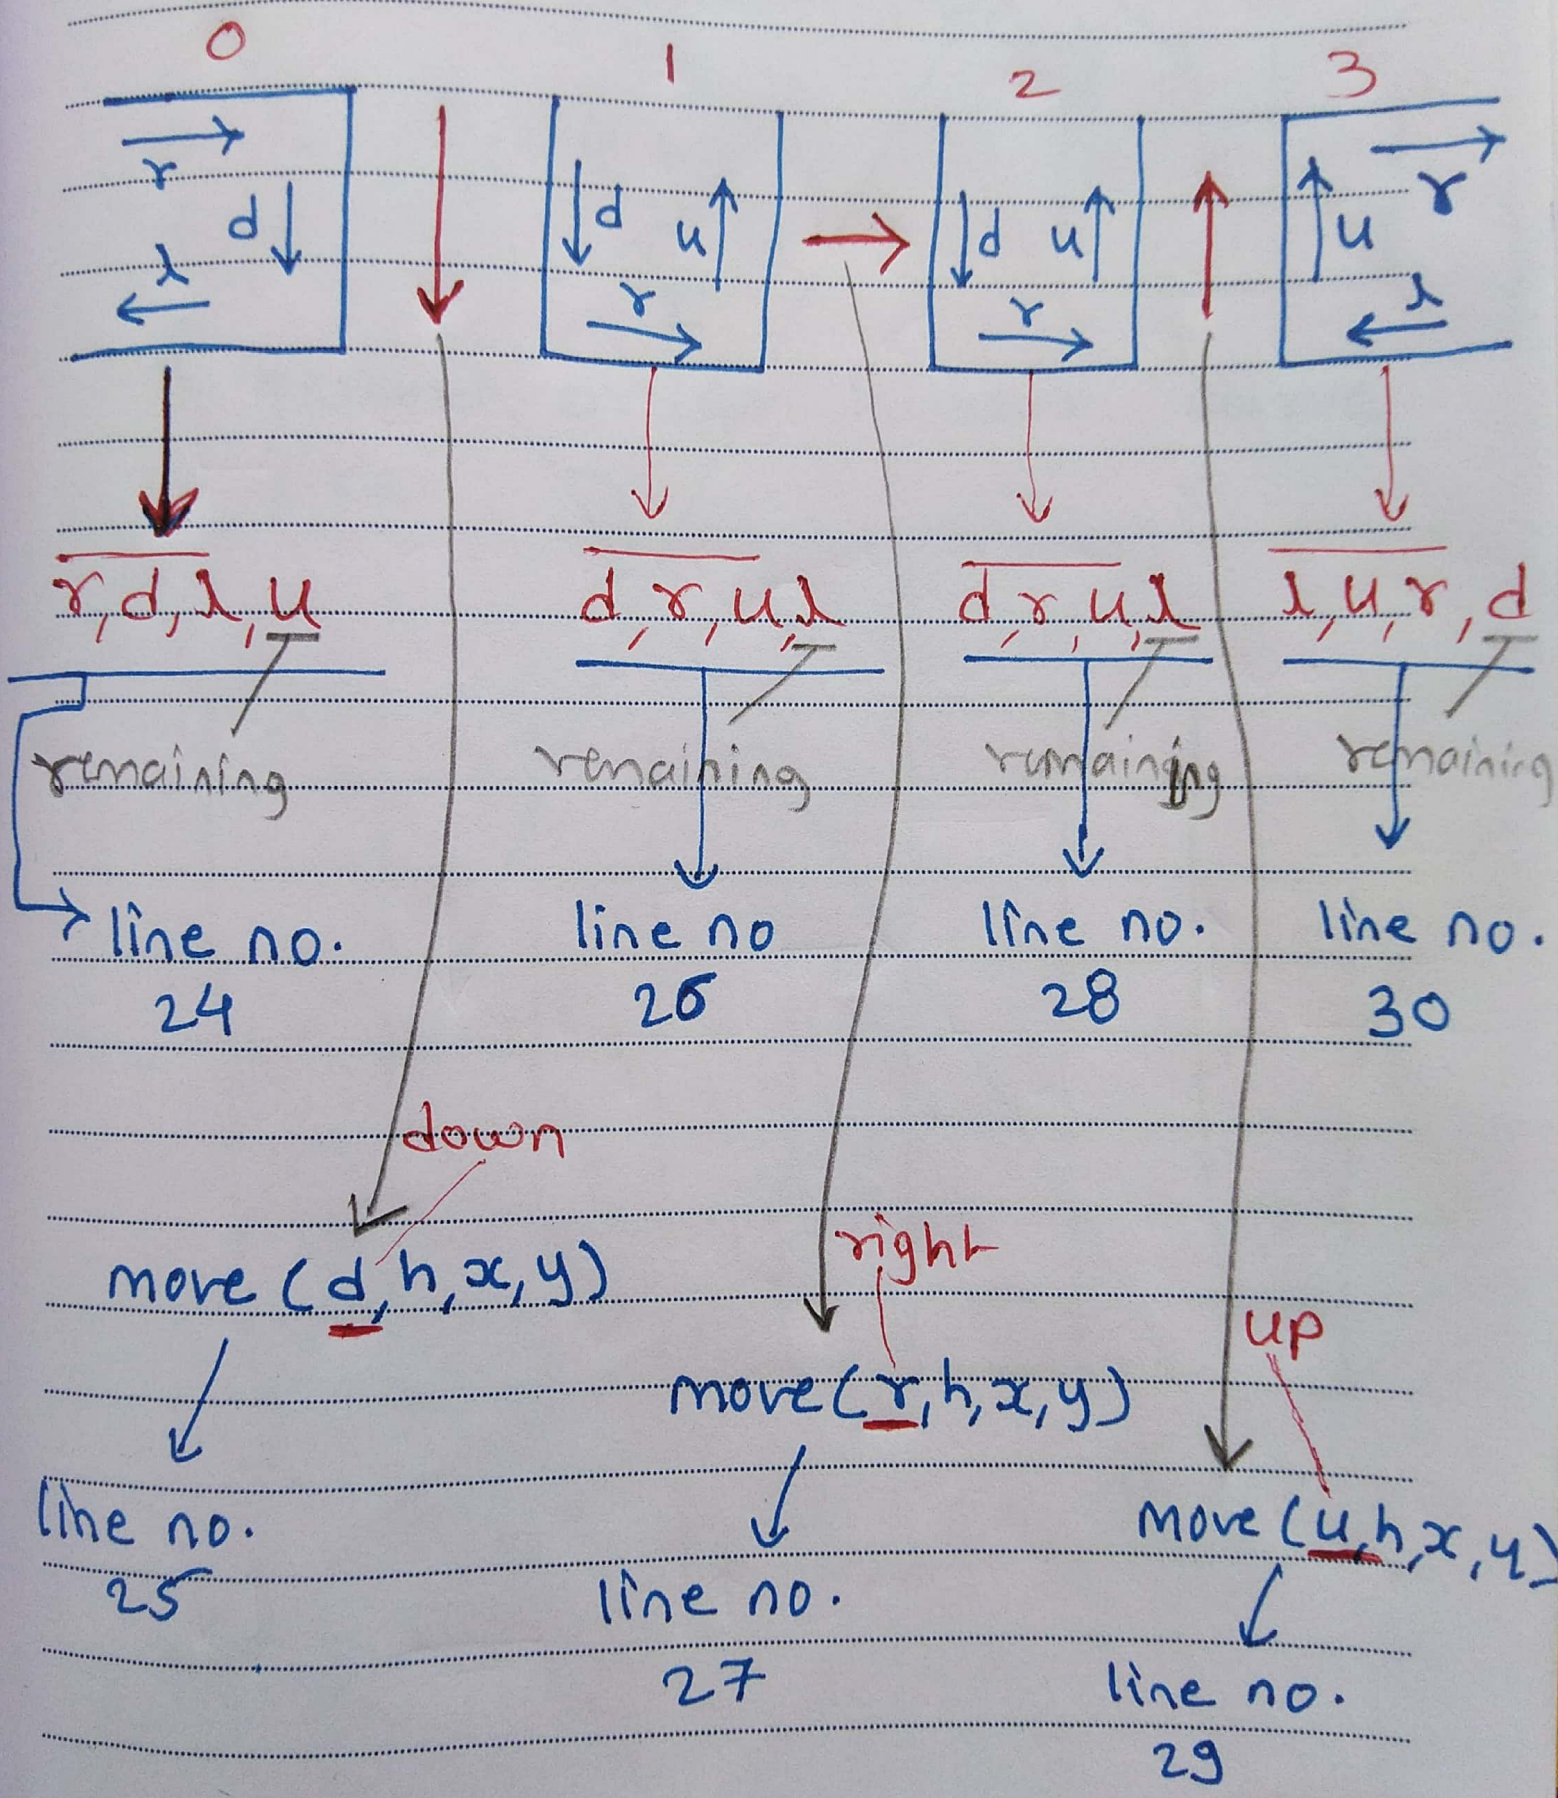 0 1 2 3
r d l
d u r
d u r
r u l
r, d, l, u
d, r, u, l
d, r, u, l
l, u, r, d
remaining remaining remaining remaining
line no. line no line no. line no.
24 26 28 30
down
move (d, h, x, y)
right
move (r, h, x, y)
up
move (u, h, x, y)
line no.
25
line no.
27
line no.
29